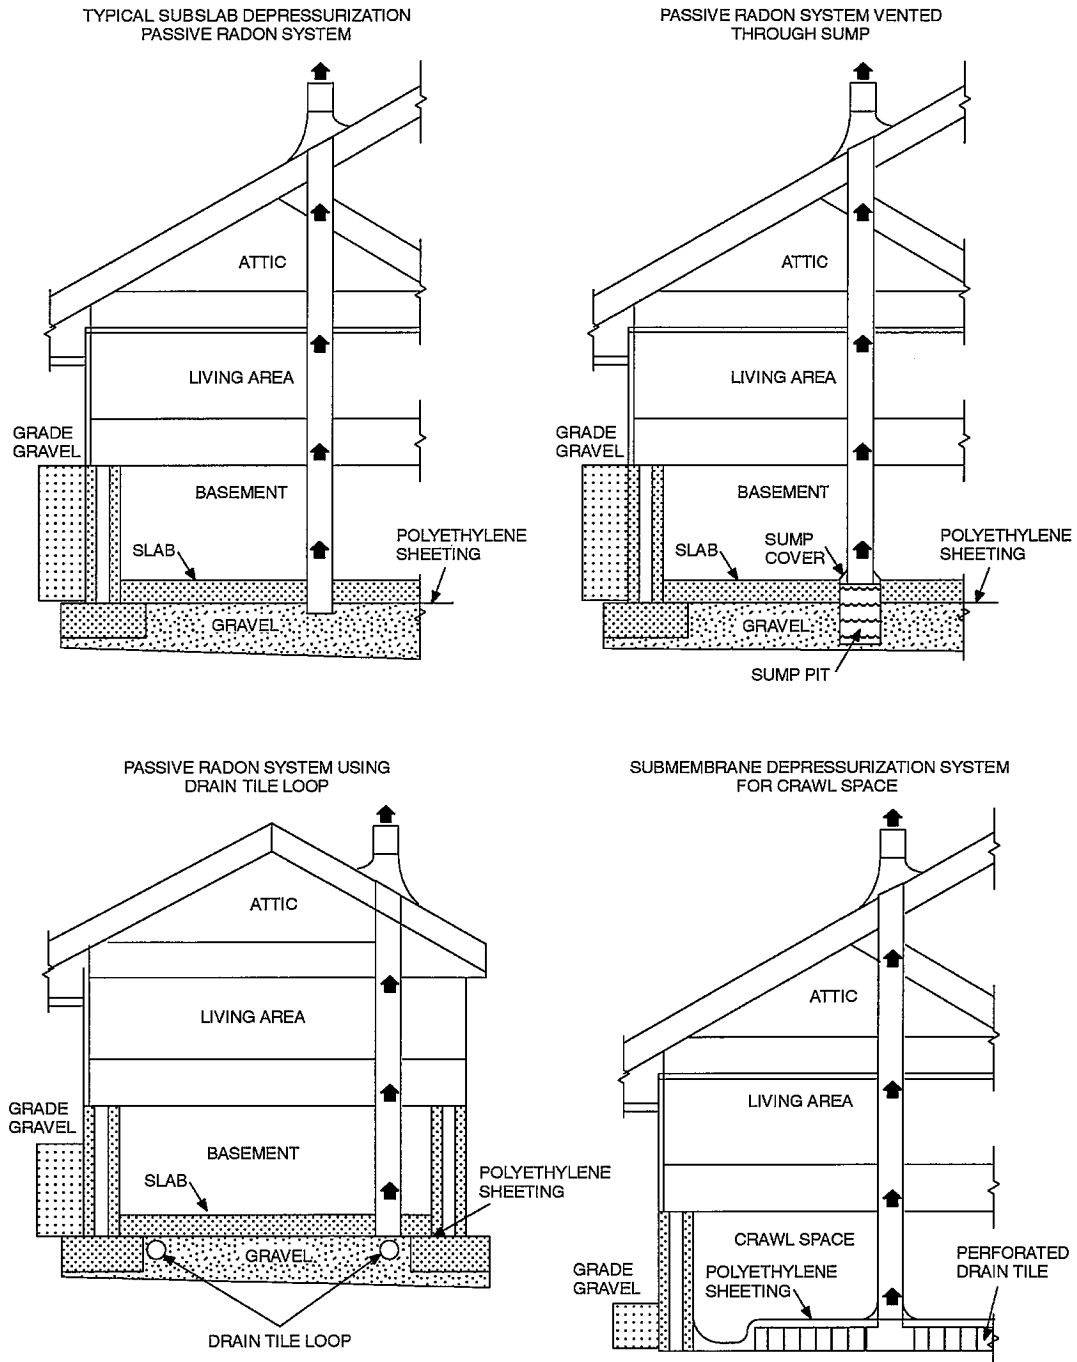 TYPICAL SUBSLAB DEPRESSURIZATION
PASSIVE RADON SYSTEM
ATTIC
LIVING AREA
GRADE
GRAVEL
BASEMENT
SLAB
POLYETHYLENE
SHEETING
GRAVEL
PASSIVE RADON SYSTEM VENTED
THROUGH SUMP
ATTIC
LIVING AREA
GRADE
GRAVEL
BASEMENT
SLAB
SUMP
COVER
POLYETHYLENE
SHEETING
GRAVEL
SUMP PIT
PASSIVE RADON SYSTEM USING
DRAIN TILE LOOP
ATTIC
LIVING AREA
GRADE
GRAVEL
BASEMENT
SLAB
POLYETHYLENE
SHEETING
GRAVEL
DRAIN TILE LOOP
SUBMEMBRANE DEPRESSURIZATION SYSTEM
FOR CRAWL SPACE
ATTIC
LIVING AREA
CRAWL SPACE
GRADE
GRAVEL
POLYETHYLENE
SHEETING
PERFORATED
DRAIN TILE